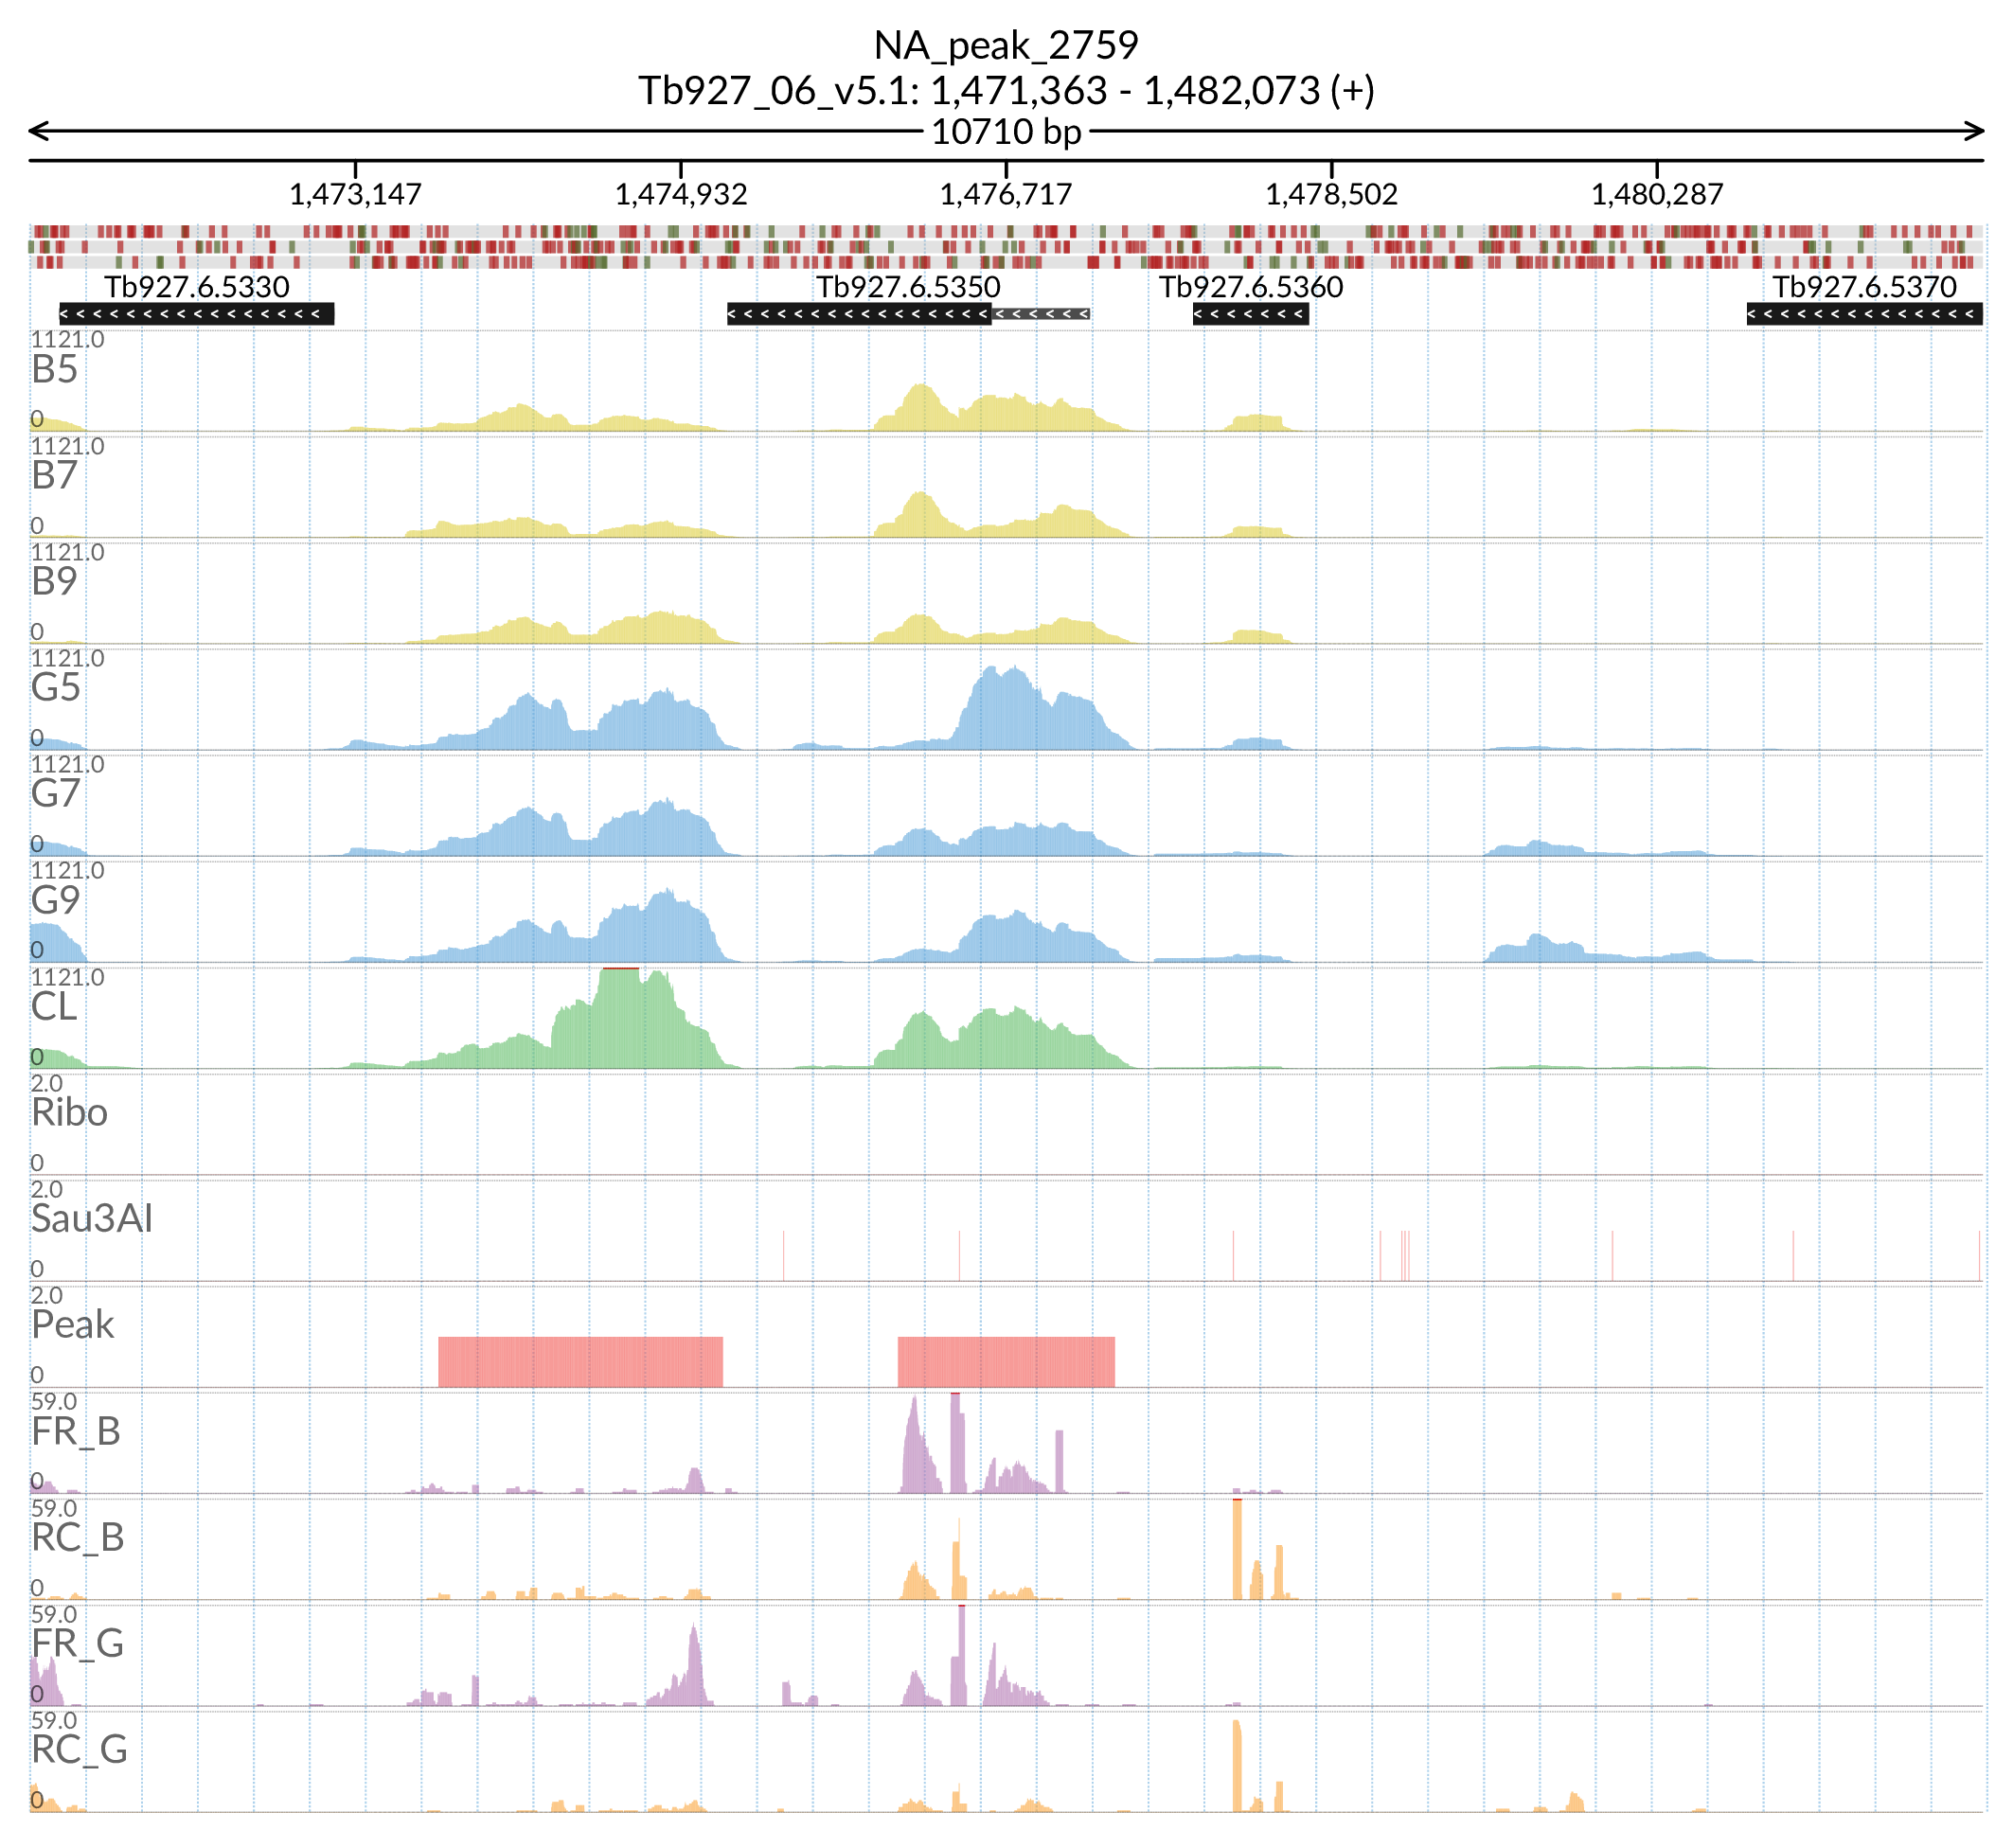 NA_peak_2759
Tb927_06_v5.1: 1,471,363 - 1,482,073 (+)
10710 bp
1,473,147 1,474,932 1,476,717 1,478,502 1,480,287
Tb927.6.5330 Tb927.6.5350 Tb927.6.5360 Tb927.6.5370
1121.0
B5
0
1121.0
B7
0
1121.0
B9
0
1121.0
G5
0
1121.0
G7
0
1121.0
G9
0
1121.0
CL
0
2.0
Ribo
0
2.0
Sau3AI
0
2.0
Peak
0
59.0
FR_B
0
59.0
RC_B
0
59.0
FR_G
0
59.0
RC_G
0